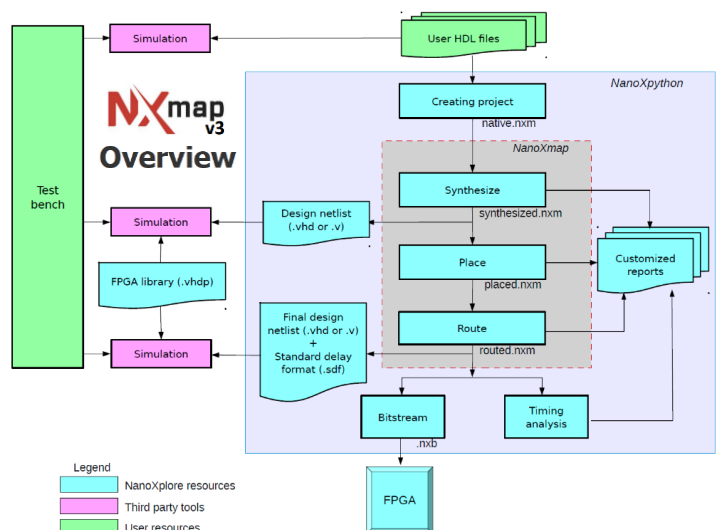 Simulation
User HDL files
NanoXpython
NXmap
v3
Overview
Creating project
native.nxm
NanoXmap
Test
bench
Synthesize
synthesized.nxm
Simulation
Design netlist
(.vhd or .v)
Customized
reports
Place
placed.nxm
FPGA library (.vhdp)
Final design
netlist (.vhd or .v)
+
Standard delay
format (.sdf)
Route
routed.nxm
Simulation
Bitstream
.nxb
Timing
analysis
FPGA
Legend
NanoXplore resources
Third party tools
User resources